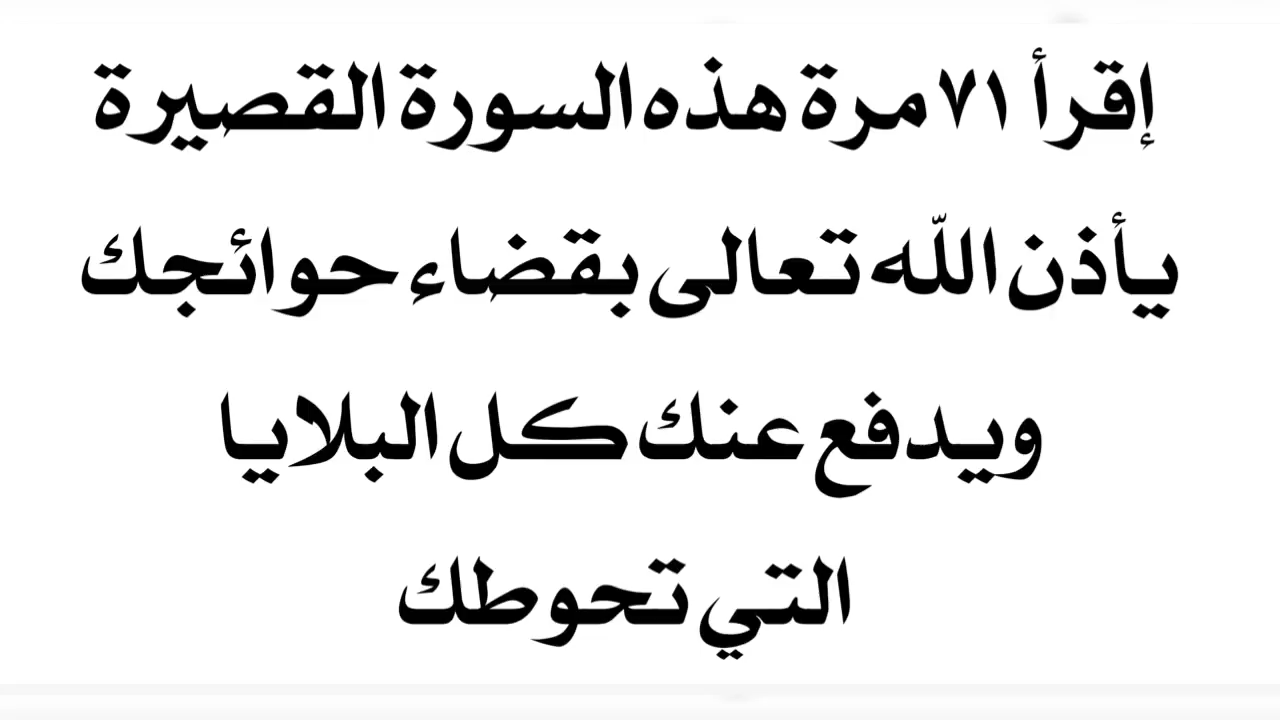 إقرأ ٧١ مرة هذه السورة القصيرة
يأذن اللّه تعالى بقضاء حوائجك
ويدفع عنك كل البلايا
التي تحوطك